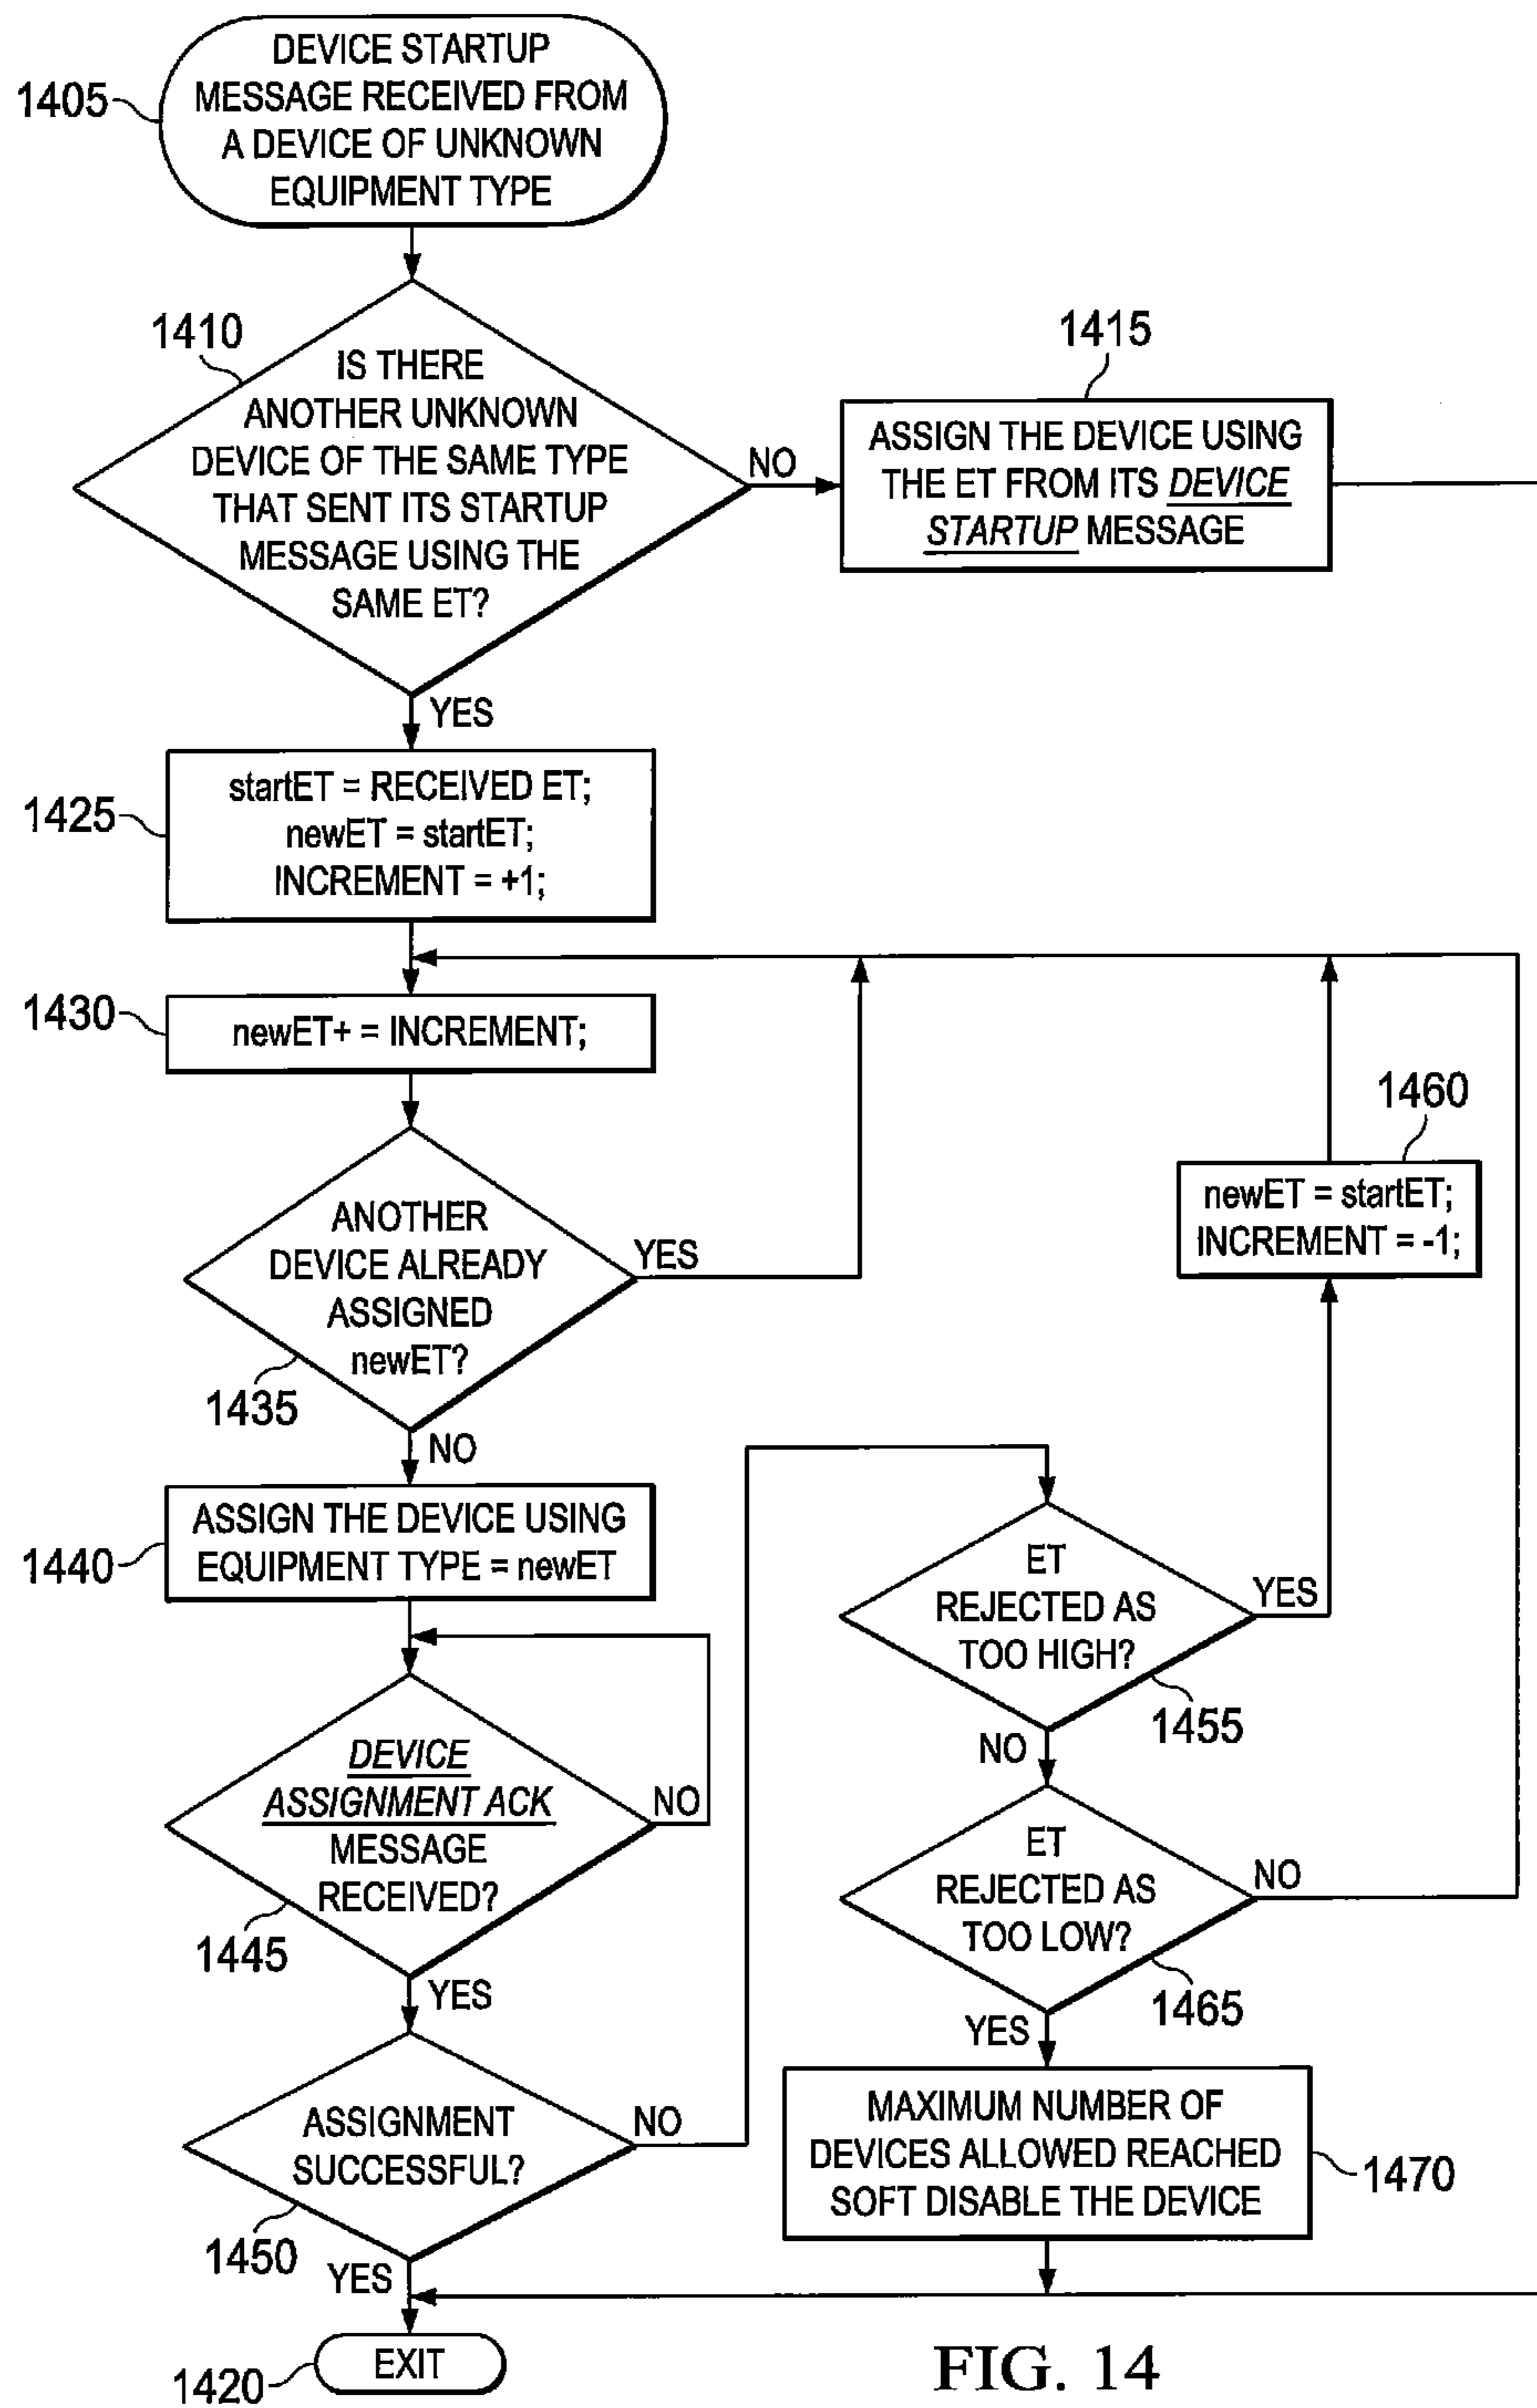 DEVICE STARTUP
MESSAGE RECEIVED FROM
A DEVICE OF UNKNOWN
EQUIPMENT TYPE
1405
1410
IS THERE
ANOTHER UNKNOWN
DEVICE OF THE SAME TYPE
THAT SENT ITS STARTUP
MESSAGE USING THE
SAME ET?
NO
1415
ASSIGN THE DEVICE USING
THE ET FROM ITS DEVICE
STARTUP MESSAGE
YES
1425
startET = RECEIVED ET;
newET = startET;
INCREMENT = +1;
1430
newET+ = INCREMENT;
1460
newET = startET;
INCREMENT = -1;
ANOTHER
DEVICE ALREADY
ASSIGNED
newET?
YES
1435
NO
1440
ASSIGN THE DEVICE USING
EQUIPMENT TYPE = newET
ET
REJECTED AS
TOO HIGH?
YES
1455
NO
DEVICE
ASSIGNMENT ACK
MESSAGE
RECEIVED?
NO
1445
YES
ET
REJECTED AS
TOO LOW?
NO
1465
YES
ASSIGNMENT
SUCCESSFUL?
NO
1450
YES
MAXIMUM NUMBER OF
DEVICES ALLOWED REACHED
SOFT DISABLE THE DEVICE
1470
1420
EXIT
FIG. 14